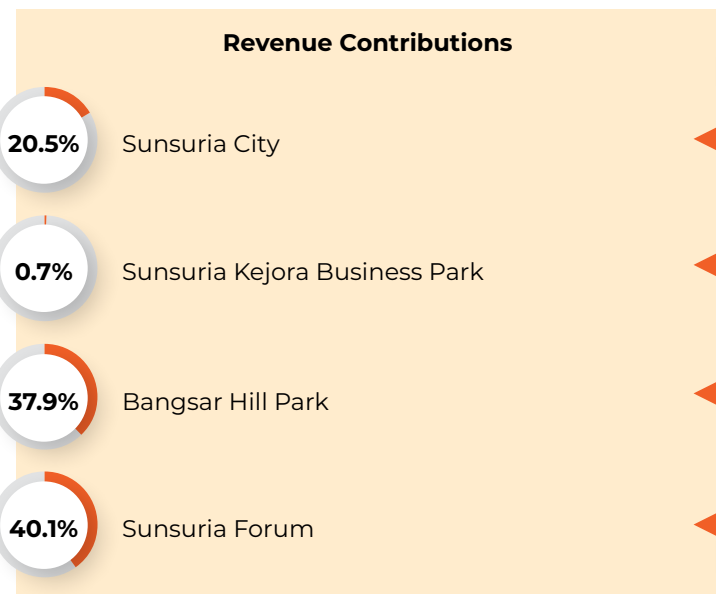 Revenue Contributions
20.5% Sunsuria City
0.7% Sunsuria Kejora Business Park
37.9% Bangsar Hill Park
40.1% Sunsuria Forum